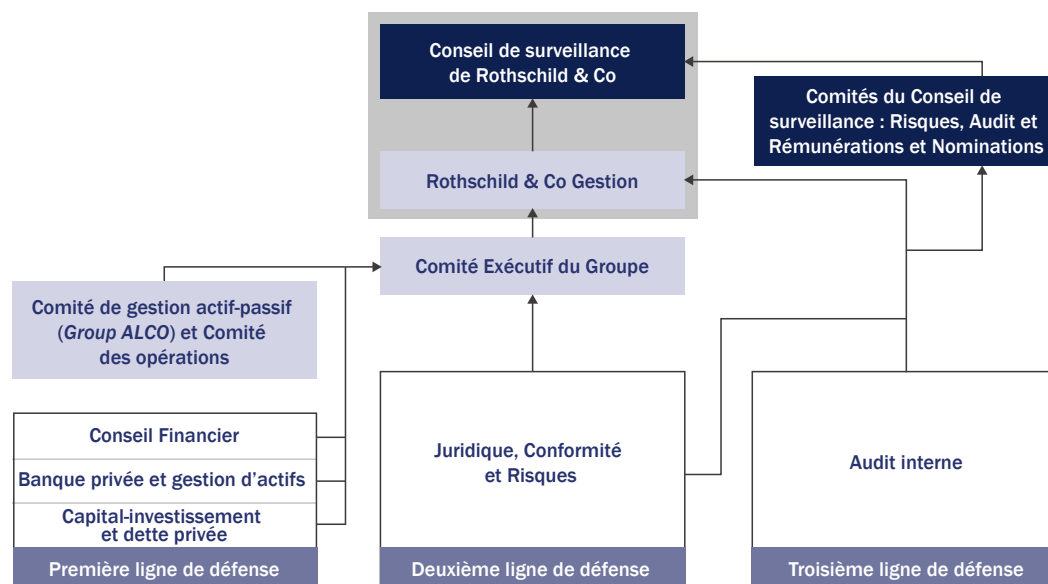 Conseil de surveillance
de Rothschild & Co
Comités du Conseil de
surveillance : Risques, Audit et
Rémunérations et Nominations
Rothschild & Co Gestion
Comité Exécutif du Groupe
Comité de gestion actif-passif
(Group ALCO) et Comité
des opérations
Conseil Financier
Banque privée et gestion d'actifs
Capital-investissement
et dette privée
Première ligne de défense
Juridique, Conformité
et Risques
Deuxième ligne de défense
Audit interne
Troisième ligne de défense